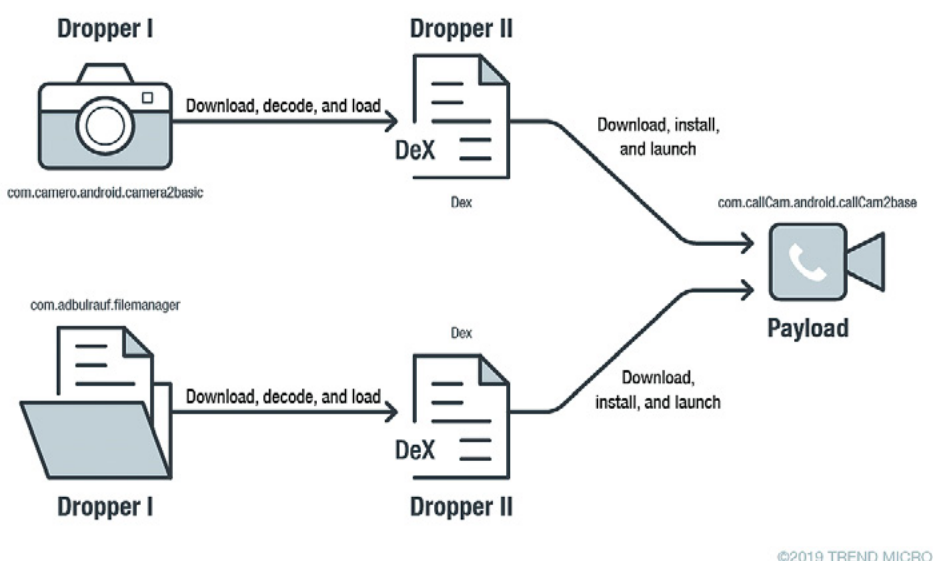 Dropper I
Dropper II
Download, decode, and load
DeX
Dex
com.camero.android.camera2basic
Download, install,
and launch
com.callCam.android.callCam2base
Payload
com.adbulrauf.filemanager
Dex
Download, decode, and load
DeX
Download,
install, and launch
Dropper I
Dropper II
©2019 TREND MICRO